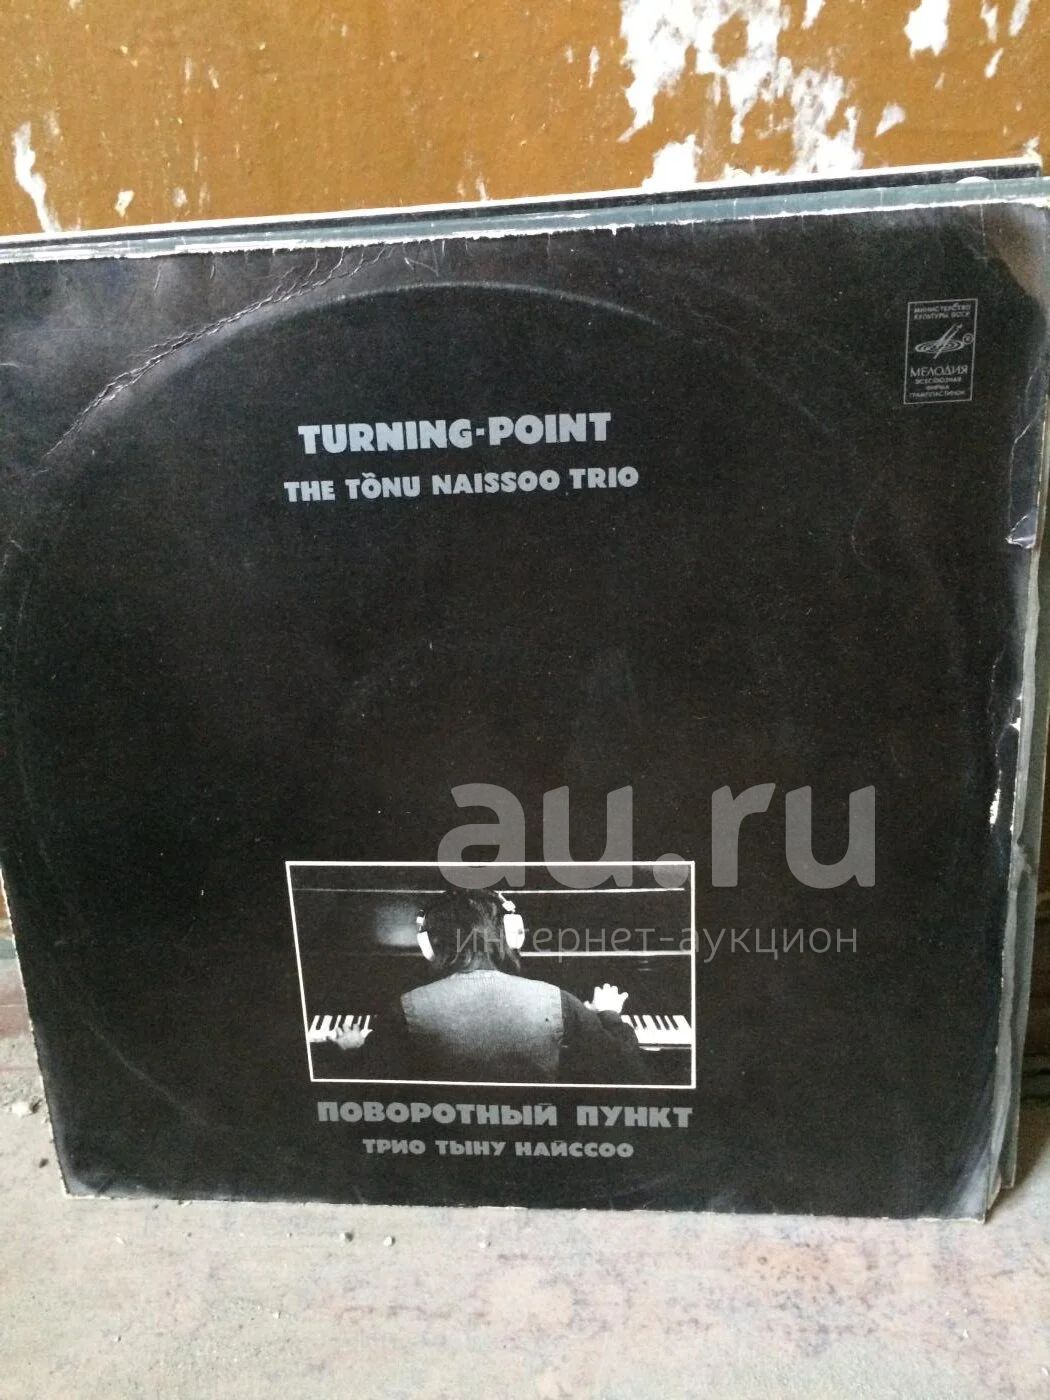 МИНИСТЕРСТВО
КУЛЬТУРЫ СССР
МЕЛОДИЯ
ВСЕСОЮЗНАЯ
ФИРМА
ГРАМПЛАСТИНОК
TURNING-POINT
THE TÕNU NAISSOO TRIO
au.ru
интернет-аукцион
ПОВОРОТНЫЙ ПУНКТ
ТРИО ТЫНУ НАЙССОО